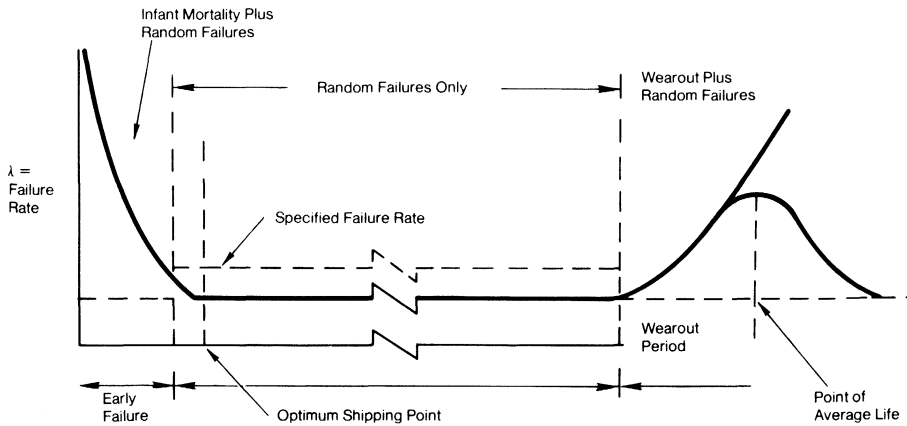 Infant Mortality Plus
Random Failures
Random Failures Only
Wearout Plus
Random Failures
λ =
Failure
Rate
Specified Failure Rate
Wearout
Period
Early
Failure
Optimum Shipping Point
Point of
Average Life